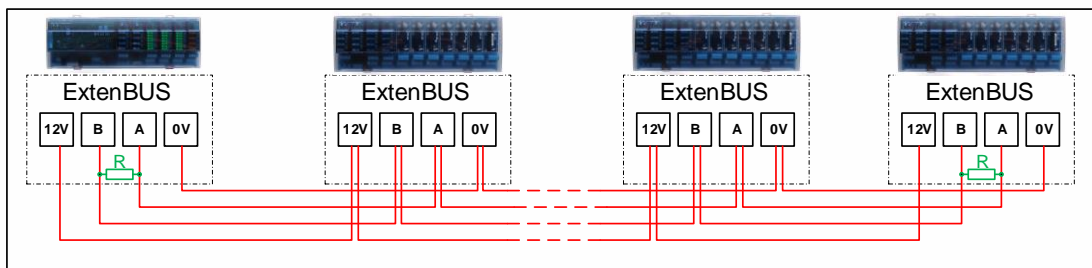 ExtenBUS ExtenBUS ExtenBUS ExtenBUS
12V B A 0V 12V B A 0V 12V B A 0V 12V B A 0V
R R